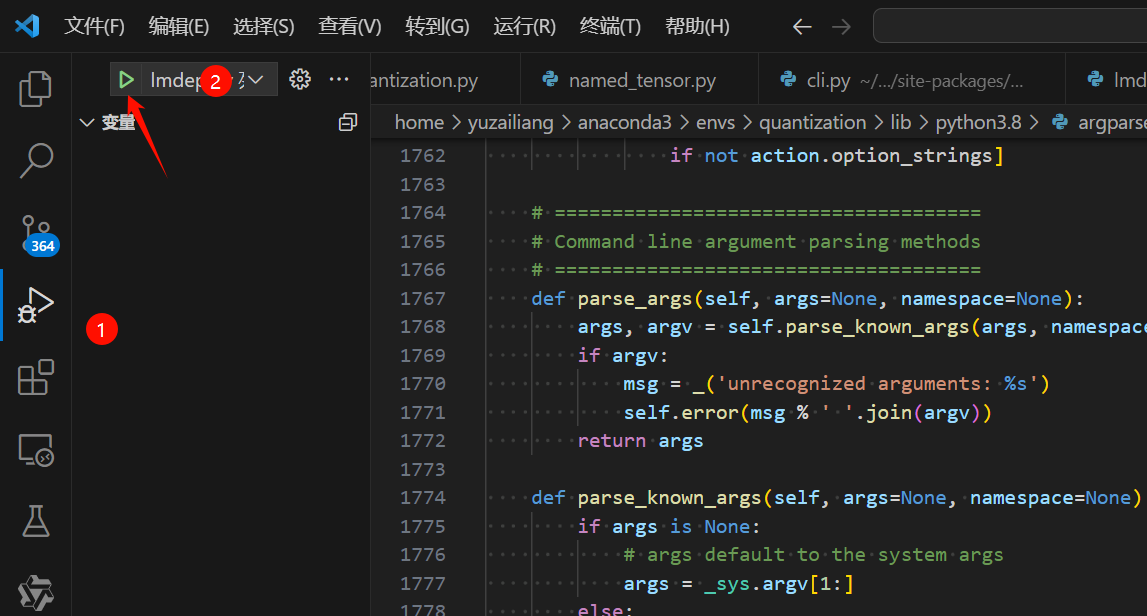 文件(F) 编辑(E) 选择(S) 查看(V) 转到(G) 运行(R) 终端(T) 帮助(H)
2
antization.py named_tensor.py cli.py ~/.../site-packages/...
变量
home > yuzailiang > anaconda3 > envs > quantization > lib > python3.8 >
1762 if not action.option_strings]
1763
1764 # =====================================
1765 # Command line argument parsing methods
1766 # =====================================
364
1767 def parse_args(self, args=None, namespace=None):
1768 args, argv = self.parse_known_args(args, namespace
1
1769 if argv:
1770 msg = _('unrecognized arguments: %s')
1771 self.error(msg % ' '.join(argv))
1772 return args
1773
1774 def parse_known_args(self, args=None, namespace=None)
1775 if args is None:
1776 # args default to the system args
1777 args = _sys.argv[1:]
1778 else: